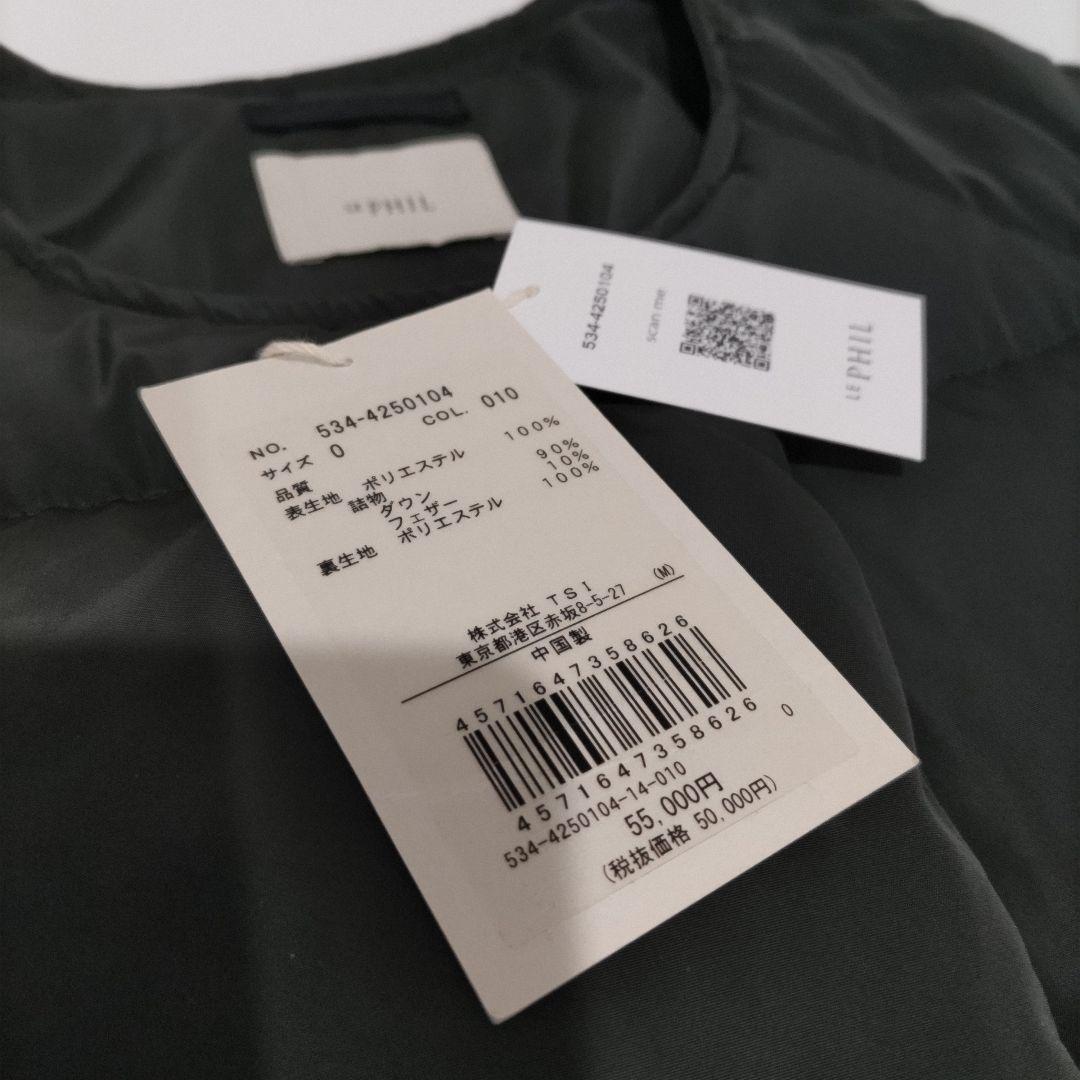 LE PHIL
534-4250104
scan me
LE PHIL
NO. 534-4250104
サイズ 0 COL. 010
品質
表生地 ポリエステル 100%
詰物
ダウン 90%
フェザー 10%
裏生地 ポリエステル 100%
株式会社 TSI
東京都港区赤坂8-5-27 (M)
中国製
4571647358626
4571647358626 0
534-4250104-14-010
55,000円
(税抜価格 50,000円)